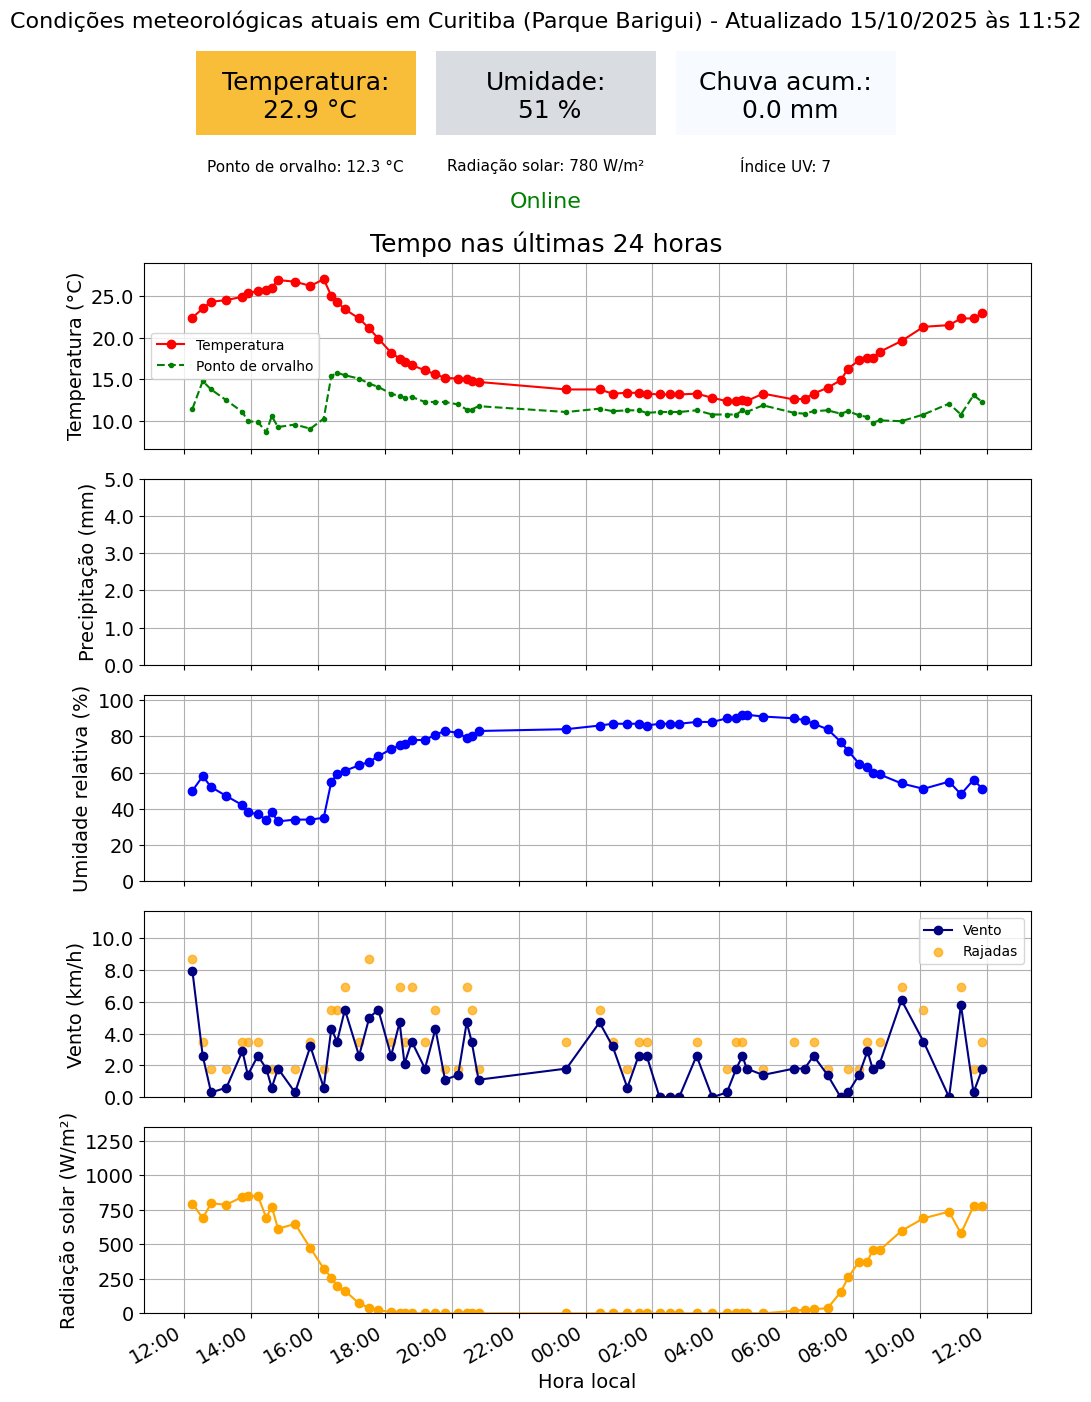 Condições meteorológicas atuais em Curitiba (Parque Barigui) - Atualizado 15/10/2025 às 11:52
Temperatura:
22.9 °C
Umidade:
51 %
Chuva acum.:
0.0 mm
Ponto de orvalho: 12.3 °C
Radiação solar: 780 W/m²
Índice UV: 7
Online
Tempo nas últimas 24 horas
Temperatura (°C)
25.0
20.0
15.0
10.0
Temperatura
Ponto de orvalho
Precipitação (mm)
5.0
4.0
3.0
2.0
1.0
0.0
Umidade relativa (%)
100
80
60
40
20
0
Vento (km/h)
10.0
8.0
6.0
4.0
2.0
0.0
Vento
Rajadas
Radiação solar (W/m²)
1250
1000
750
500
250
0
12:00
14:00
16:00
18:00
20:00
22:00
00:00
02:00
04:00
06:00
08:00
10:00
12:00
Hora local